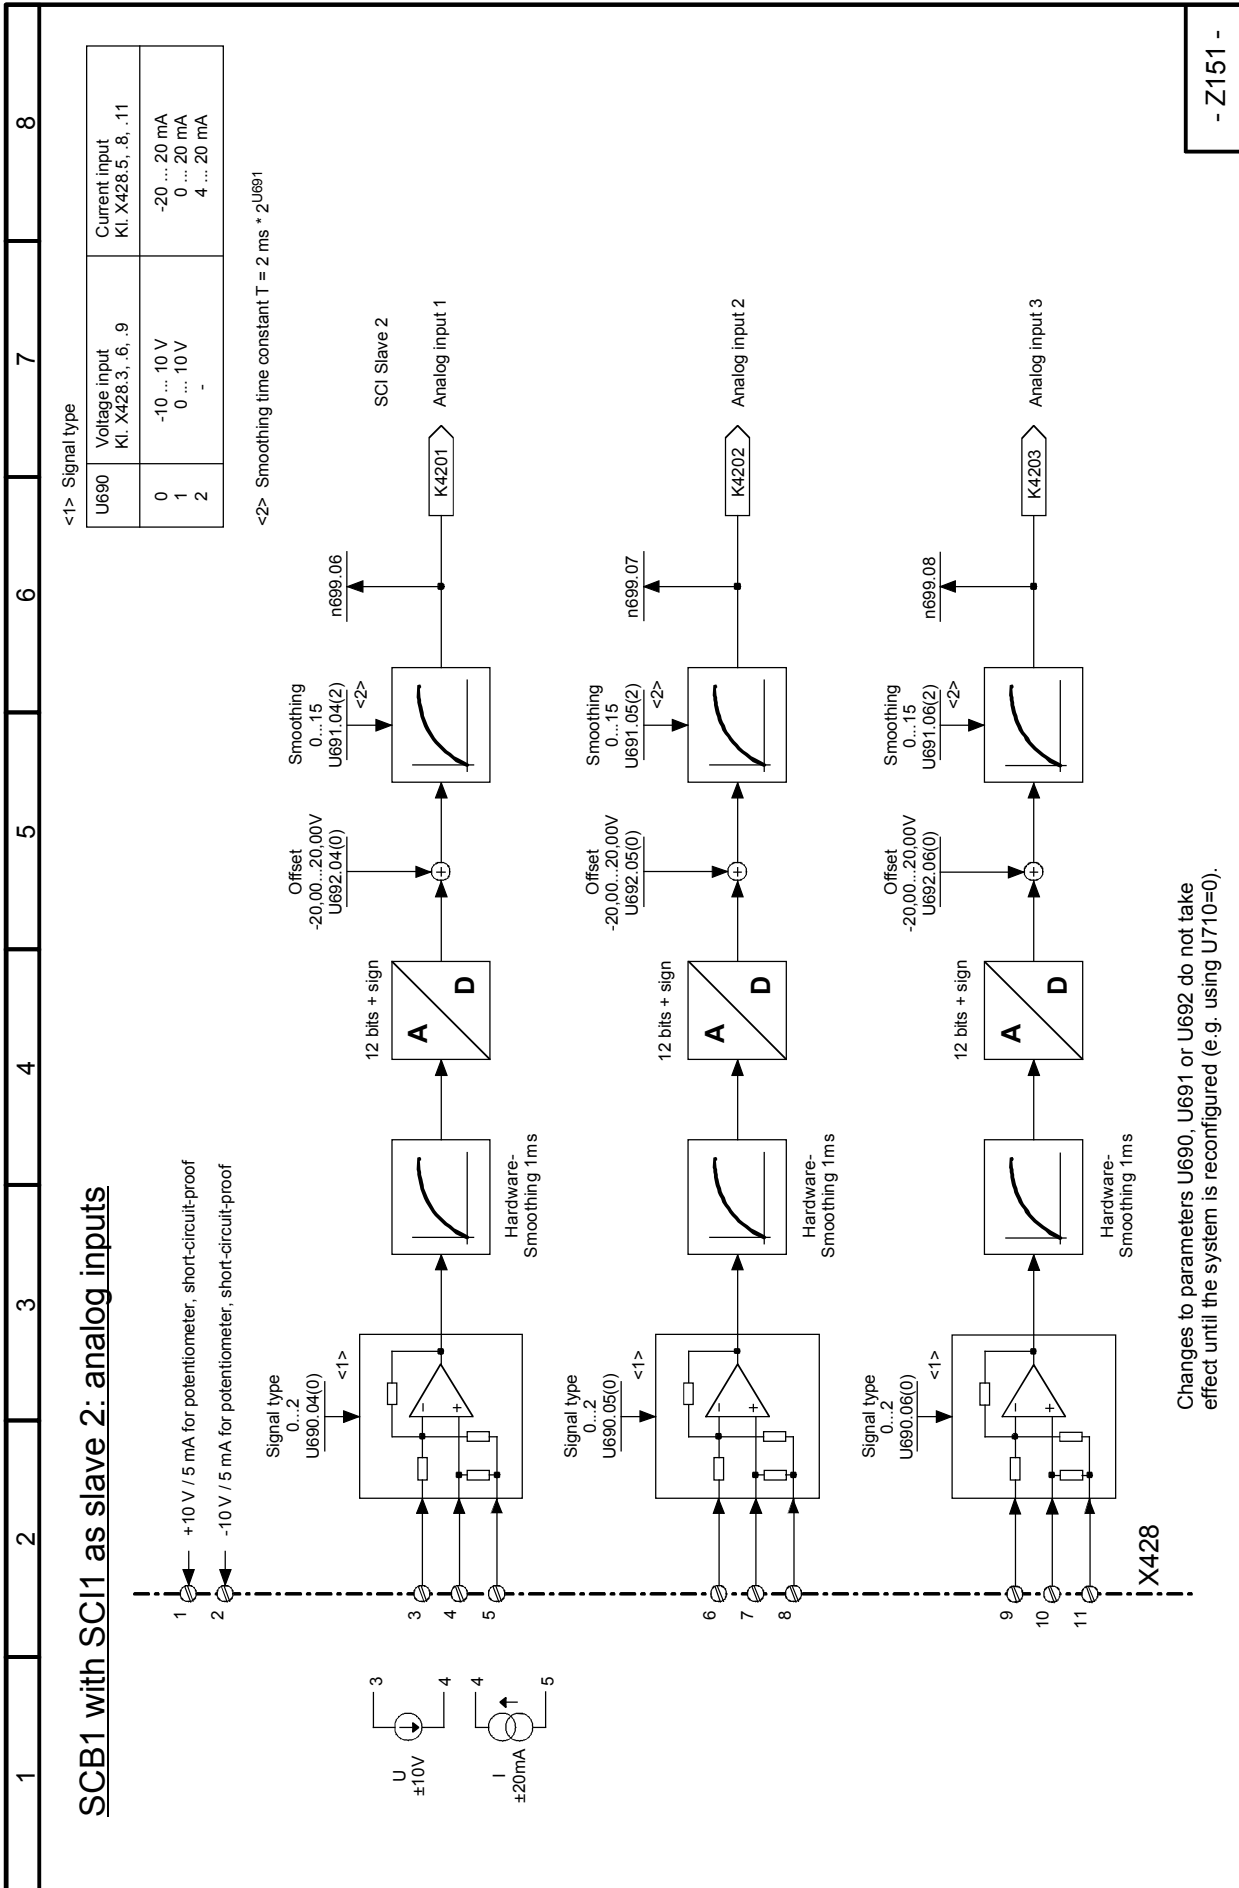 1 2 3 4 5 6 7 8
SCB1 with SCI1 as slave 2: analog inputs
<1> Signal type
U690
Voltage input
Kl. X428.3, .6, .9
Current input
Kl. X428.5, .8, .11
0 -10 ... 10 V -20 ... 20 mA
1 0 ... 10 V 0 ... 20 mA
2 - 4 ... 20 mA
<2> Smoothing time constant T = 2 ms * 2^U691
1 +10 V / 5 mA for potentiometer, short-circuit-proof
2 -10 V / 5 mA for potentiometer, short-circuit-proof
SCI Slave 2
U
±10V
3
4
I
±20mA
4
5
3
4
5
Signal type
0...2
U690.04(0)
<1>
Hardware-
Smoothing 1ms
12 bits + sign
A
D
Offset
-20,00...20,00V
U692.04(0)
+
Smoothing
0...15
U691.04(2)
<2>
n699.06
K4201
Analog input 1
6
7
8
Signal type
0...2
U690.05(0)
<1>
Hardware-
Smoothing 1ms
12 bits + sign
A
D
Offset
-20,00...20,00V
U692.05(0)
+
Smoothing
0...15
U691.05(2)
<2>
n699.07
K4202
Analog input 2
9
10
11
Signal type
0...2
U690.06(0)
<1>
Hardware-
Smoothing 1ms
12 bits + sign
A
D
Offset
-20,00...20,00V
U692.06(0)
+
Smoothing
0...15
U691.06(2)
<2>
n699.08
K4203
Analog input 3
X428
Changes to parameters U690, U691 or U692 do not take
effect until the system is reconfigured (e.g. using U710=0).
- Z151 -